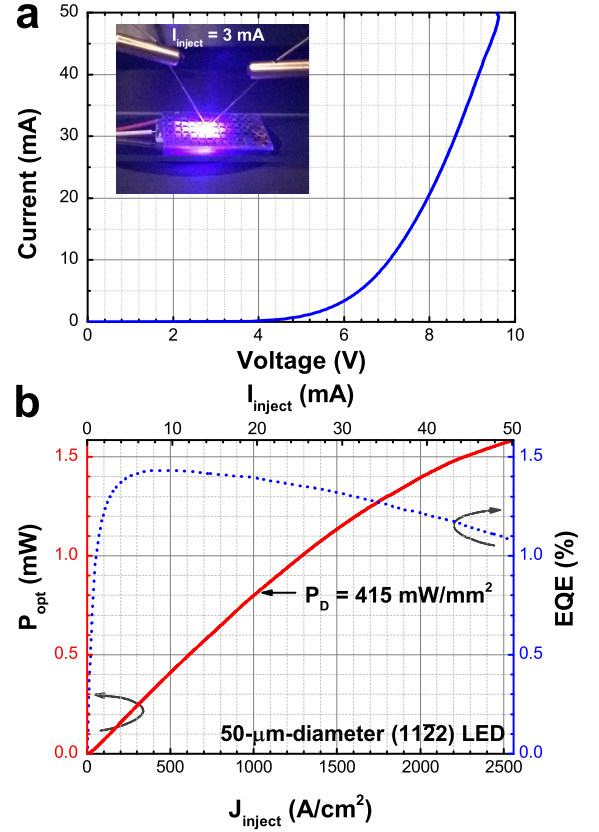 a
I_inject = 3 mA
50
40
30
20
10
0
Current (mA)
0 2 4 6 8 10
Voltage (V)
b
I_inject (mA)
0 10 20 30 40 50
1.5 1.5
1.0 1.0
0.5 0.5
0.0 0.0
P_opt (mW)
EQE (%)
P_D = 415 mW/mm²
50-μm-diameter (112̅2) LED
0 500 1000 1500 2000 2500
J_inject (A/cm²)